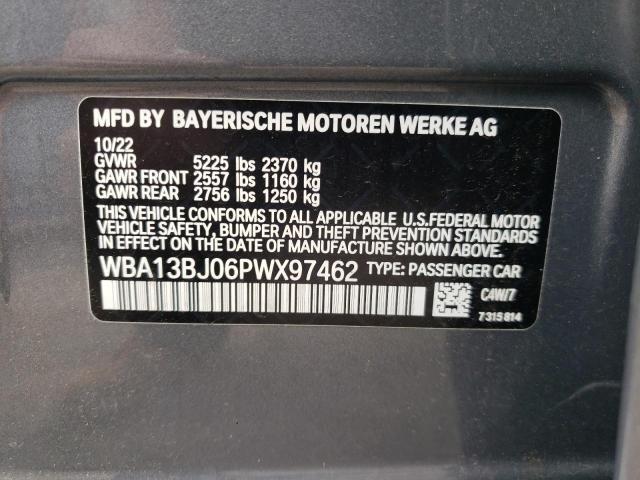 MFD BY BAYERISCHE MOTOREN WERKE AG
10/22
GVWR 5225 lbs 2370 kg
GAWR FRONT 2557 lbs 1160 kg
GAWR REAR 2756 lbs 1250 kg
THIS VEHICLE CONFORMS TO ALL APPLICABLE U.S.FEDERAL MOTOR
VEHICLE SAFETY, BUMPER AND THEFT PREVENTION STANDARDS
IN EFFECT ON THE DATE OF MANUFACTURE SHOWN ABOVE.
WBA13BJ06PWX97462 TYPE: PASSENGER CAR
C4W/7
7315814